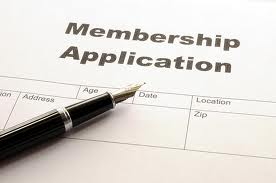 Membership
Application
Address
Age
Date
Location
Zip